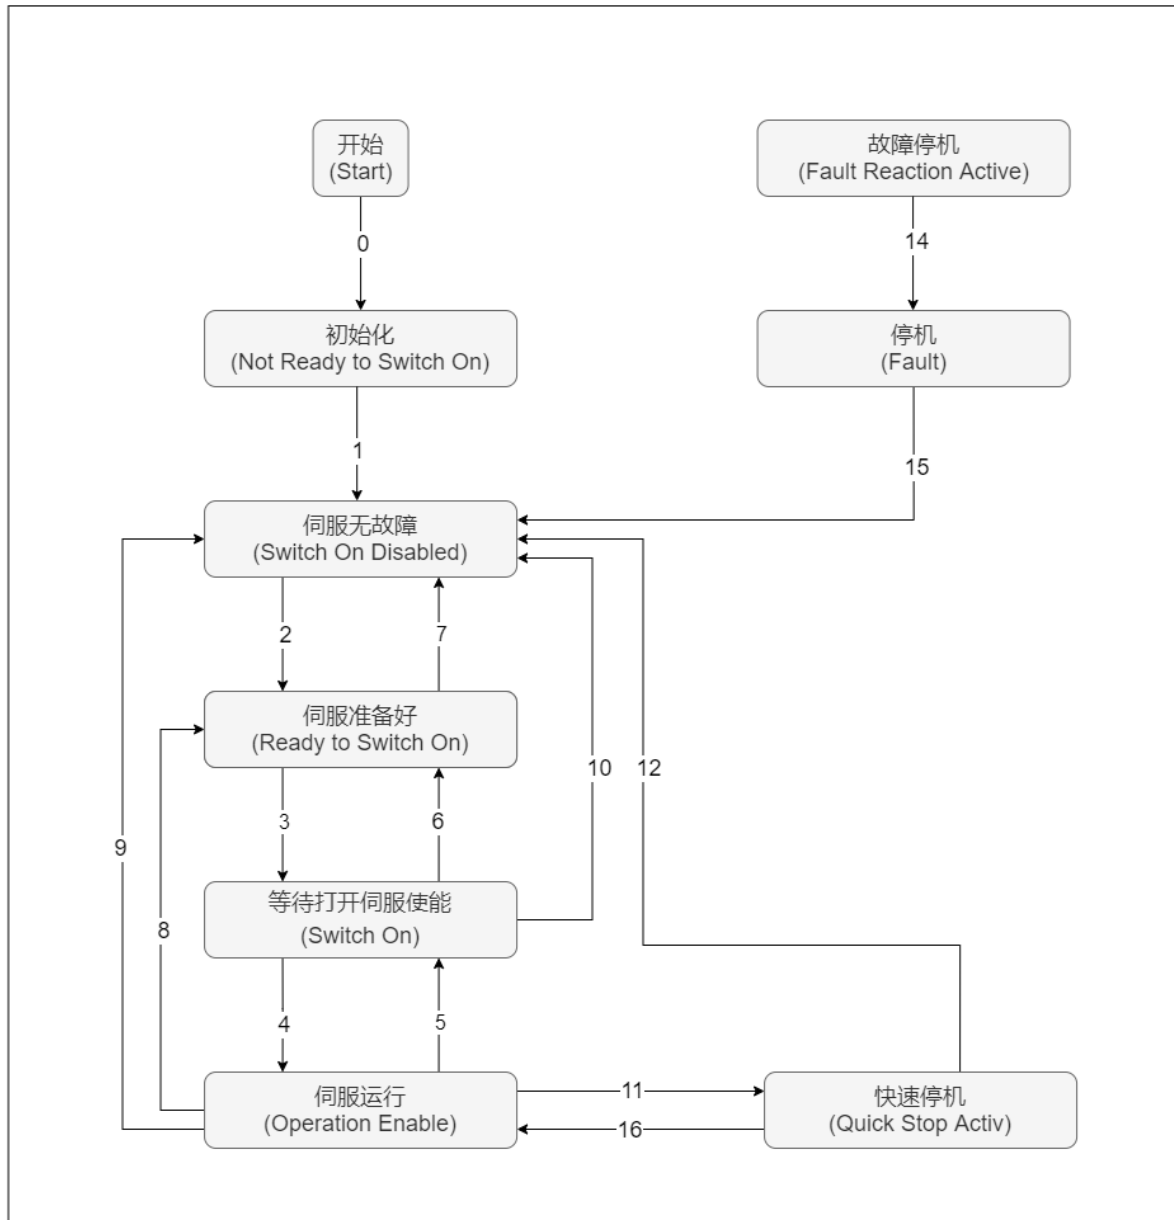 开始
(Start)
故障停机
(Fault Reaction Active)
0
14
初始化
(Not Ready to Switch On)
停机
(Fault)
1
15
伺服无故障
(Switch On Disabled)
2
7
伺服准备好
(Ready to Switch On)
10
12
3
6
9
等待打开伺服使能
(Switch On)
8
4
5
伺服运行
(Operation Enable)
11
16
快速停机
(Quick Stop Activ)